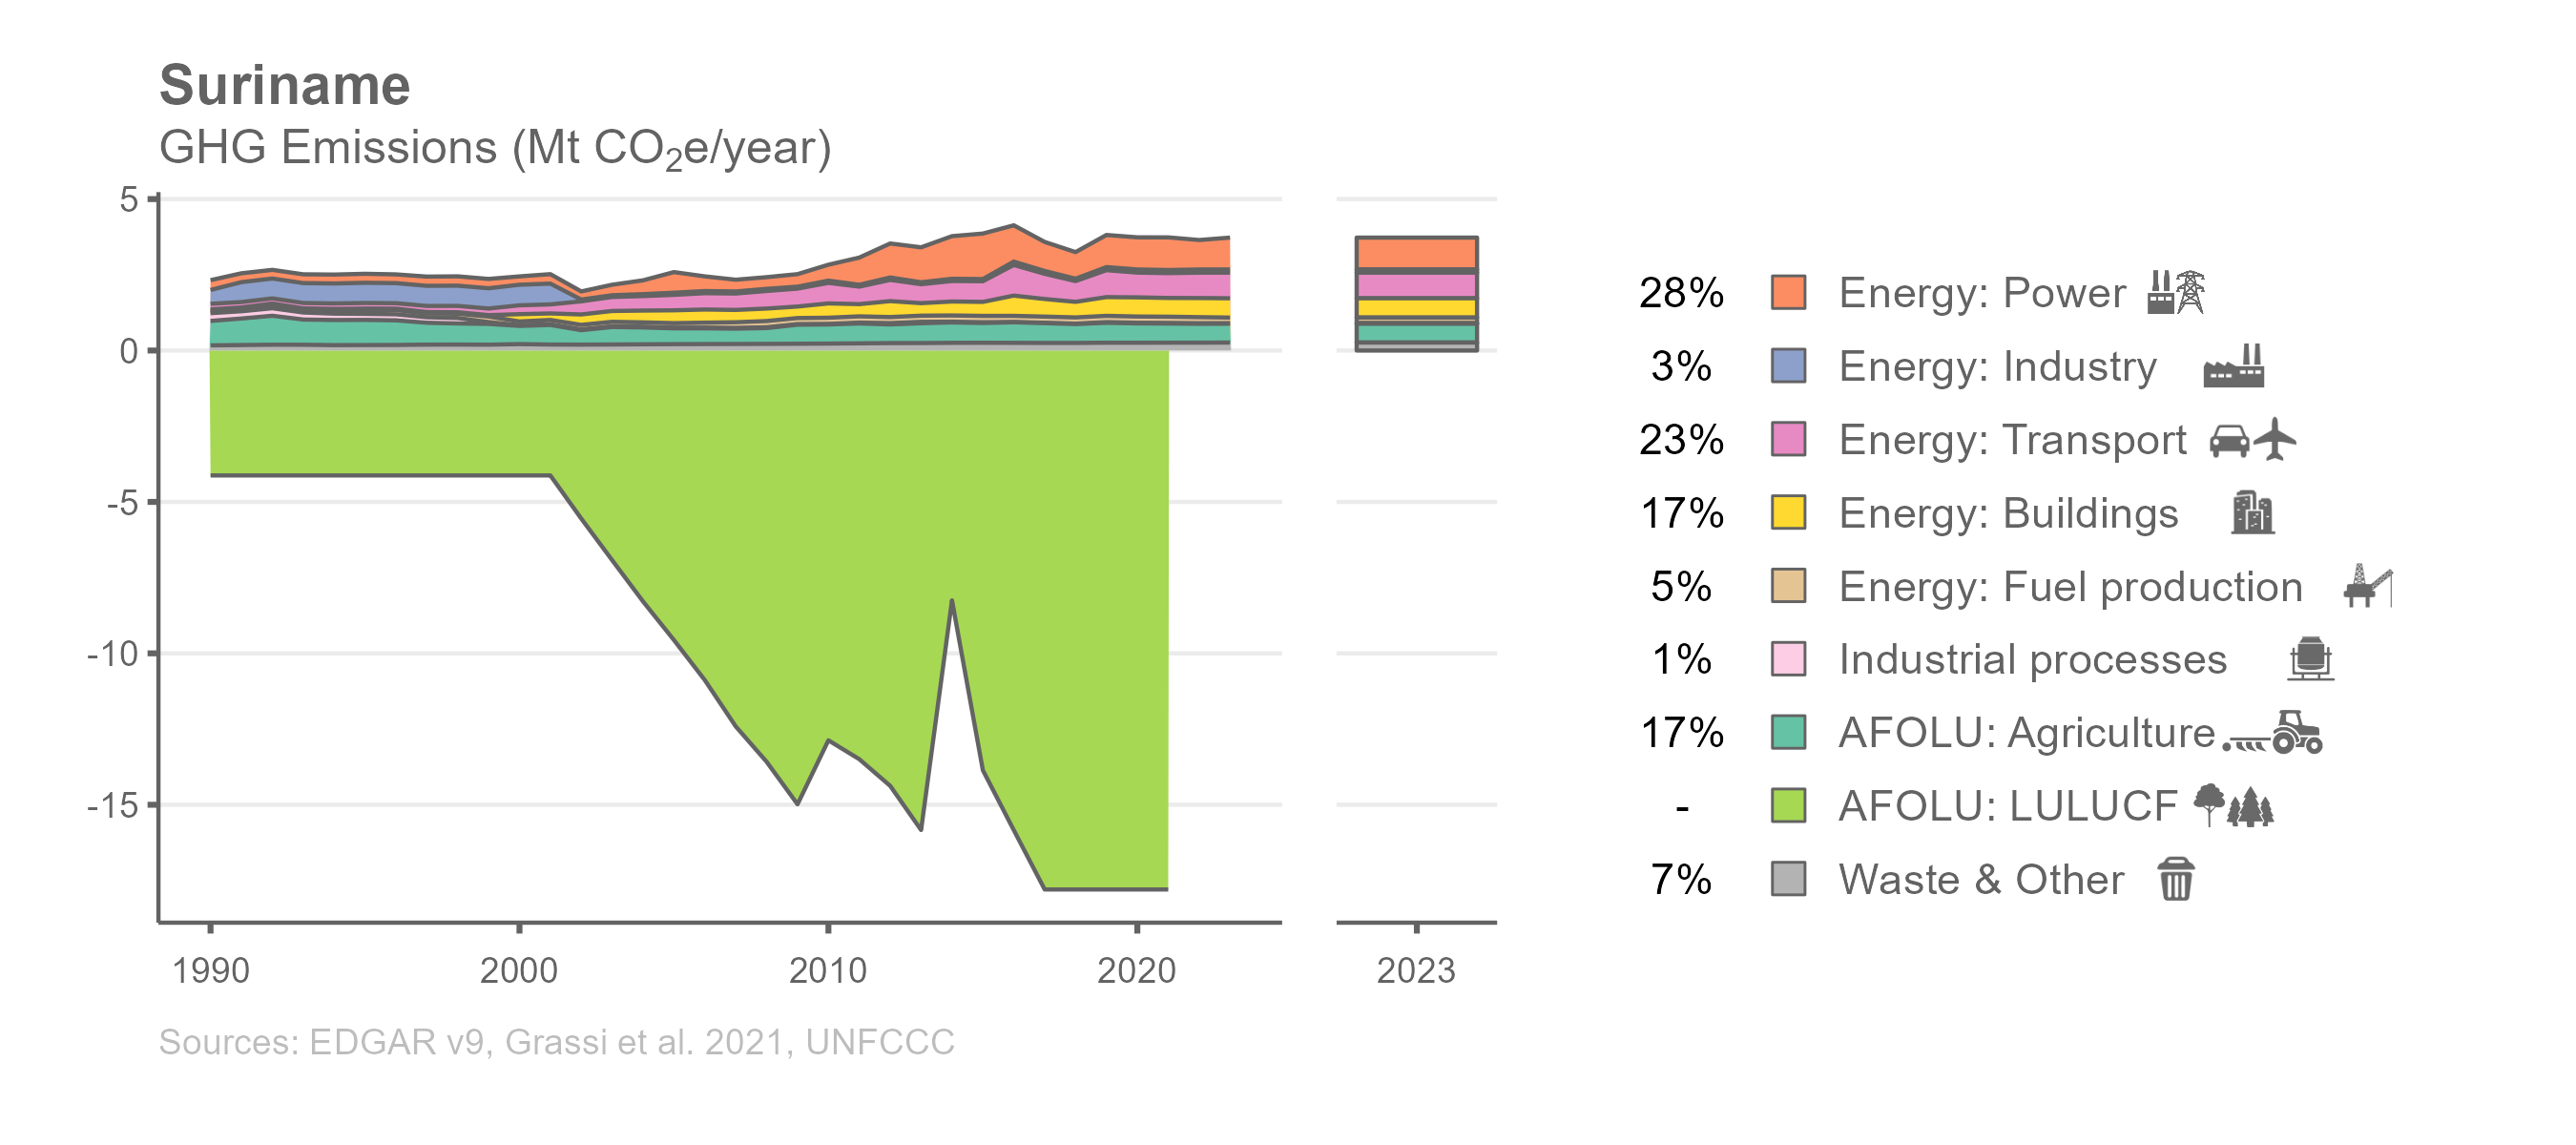 Suriname
GHG Emissions (Mt CO₂e/year)
5
0
-5
-10
-15
1990 2000 2010 2020 2023
28% Energy: Power
3% Energy: Industry
23% Energy: Transport
17% Energy: Buildings
5% Energy: Fuel production
1% Industrial processes
17% AFOLU: Agriculture
- AFOLU: LULUCF
7% Waste & Other
Sources: EDGAR v9, Grassi et al. 2021, UNFCCC